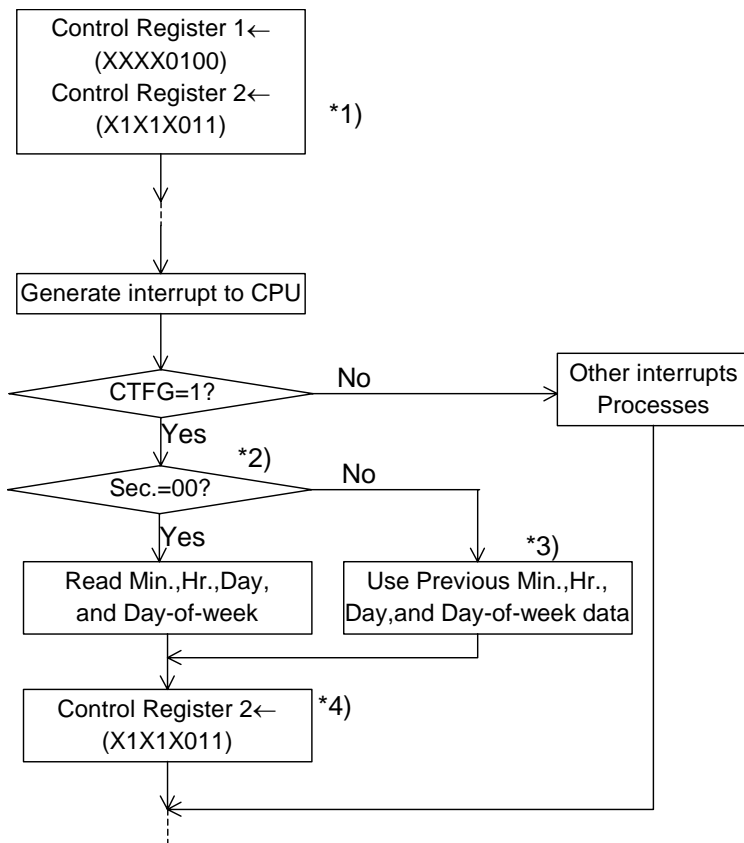 Control Register 1←
(XXXX0100)
Control Register 2←
(X1X1X011)
*1)
Generate interrupt to CPU
CTFG=1?
No
Other interrupts
Processes
Yes
*2)
Sec.=00?
No
Yes
*3)
Read Min.,Hr.,Day,
and Day-of-week
Use Previous Min.,Hr.,
Day,and Day-of-week data
Control Register 2←
(X1X1X011)
*4)